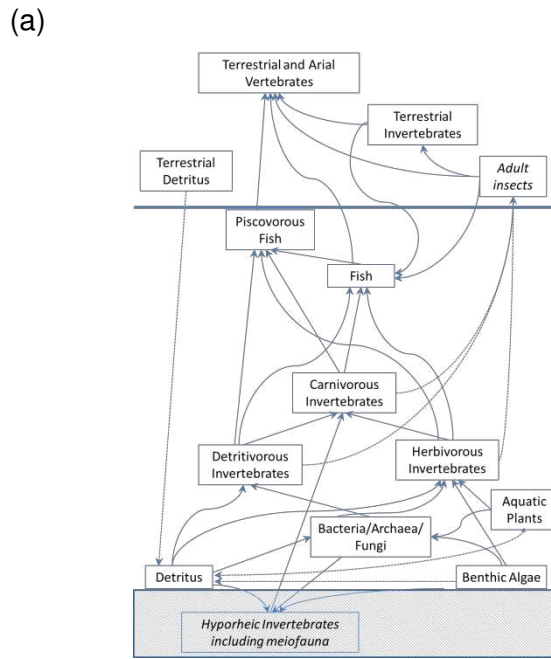 (a)
Terrestrial and Arial
Vertebrates
Terrestrial
Invertebrates
Terrestrial
Detritus
Adult
insects
Piscovorous
Fish
Fish
Carnivorous
Invertebrates
Detritivorous
Invertebrates
Herbivorous
Invertebrates
Aquatic
Plants
Bacteria/Archaea/
Fungi
Detritus
Benthic Algae
Hyporheic Invertebrates
including meiofauna